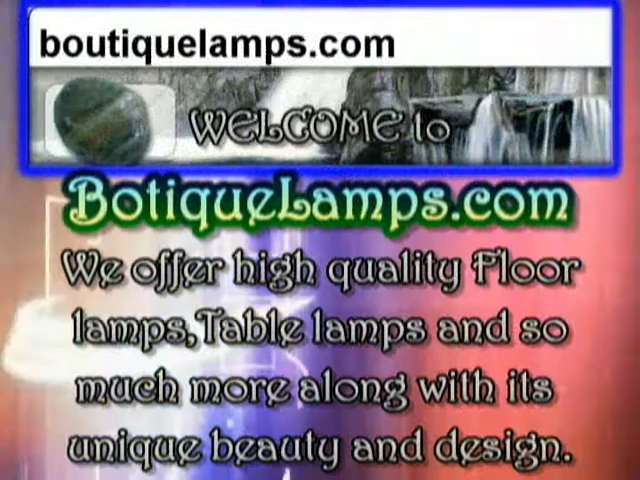 boutiquelamps.com
WELCOME to
BotiqueLamps.com
We offer high quality Floor
lamps,Table lamps and so
much more along with its
unique beauty and design.